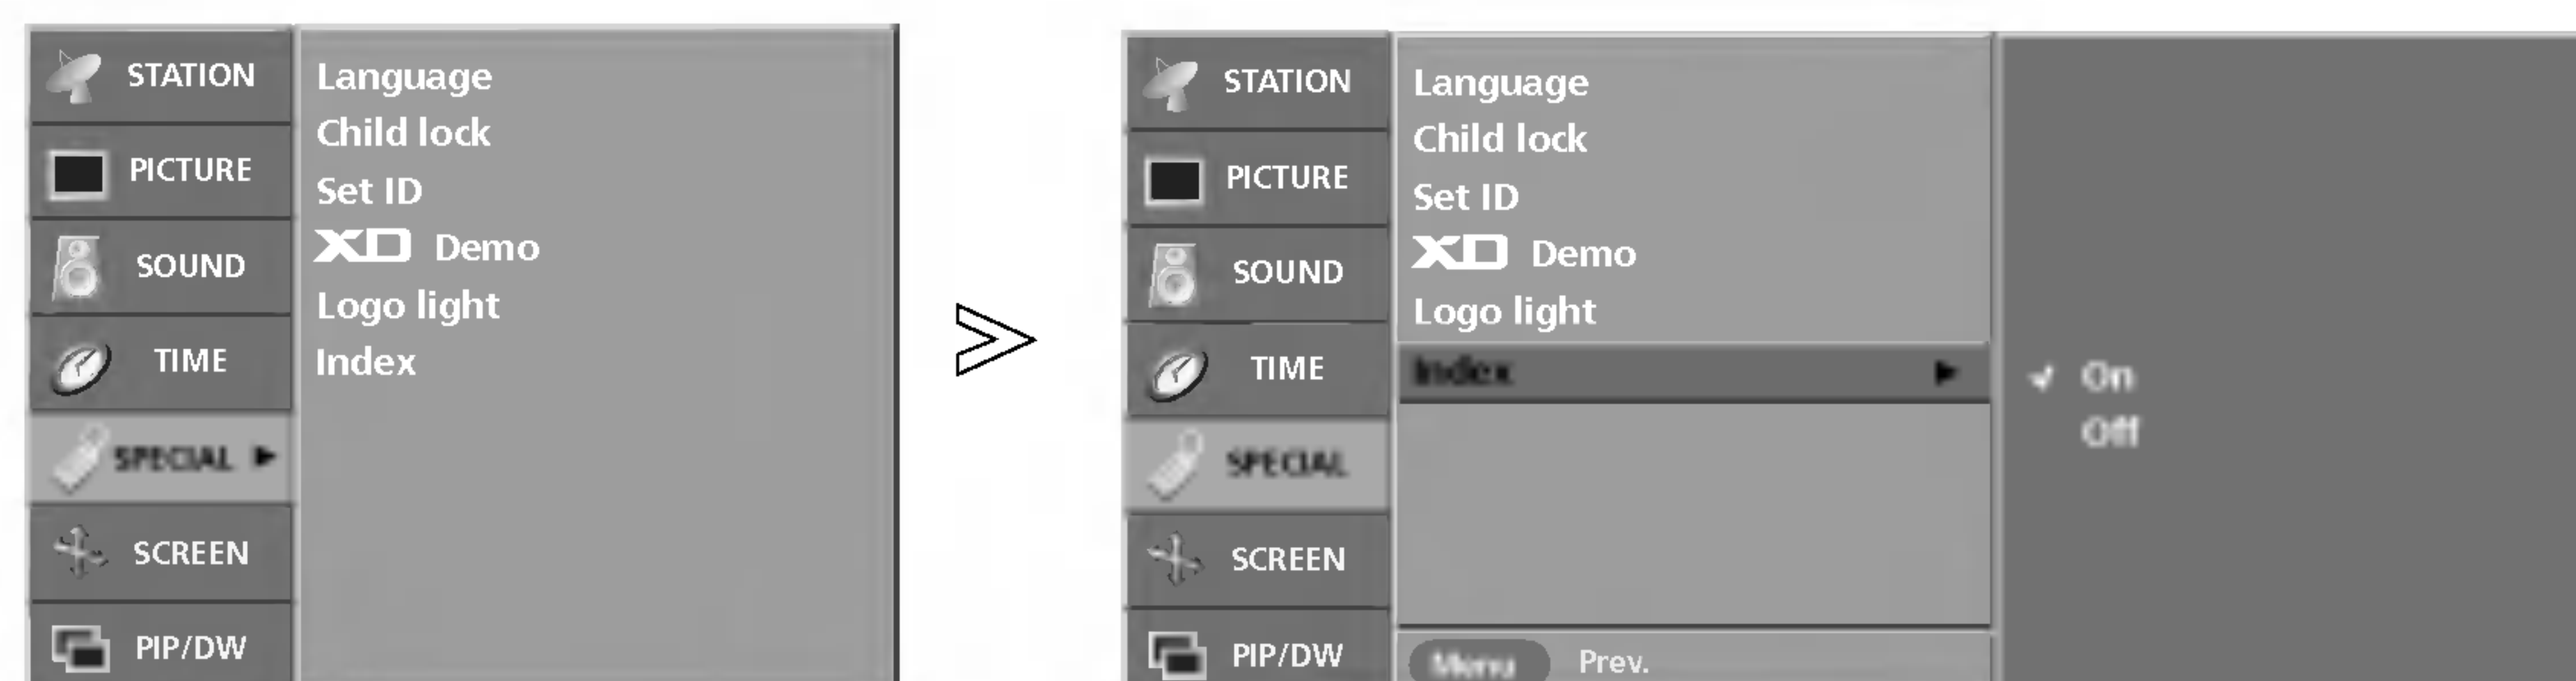 STATION
PICTURE
SOUND
TIME
SPECIAL
SCREEN
PIP/DW
Language
Child lock
Set ID
XD Demo
Logo light
Index
STATION
PICTURE
SOUND
TIME
SPECIAL
SCREEN
PIP/DW
Language
Child lock
Set ID
XD Demo
Logo light
Index
Menu Prev.
On
Off